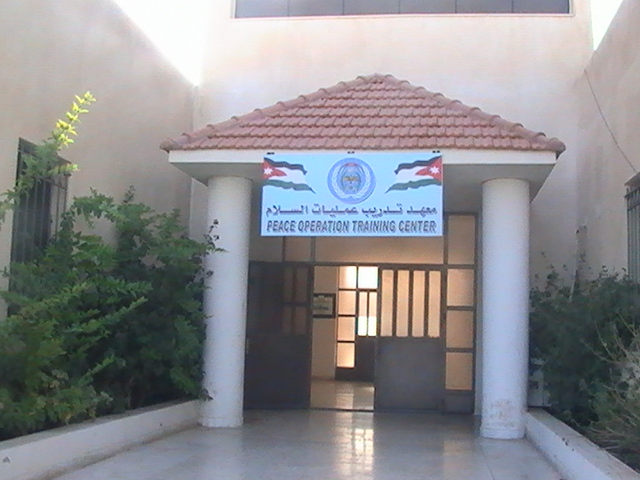 معهد تدريب عمليات السلام
PEACE OPERATION TRAINING CENTER